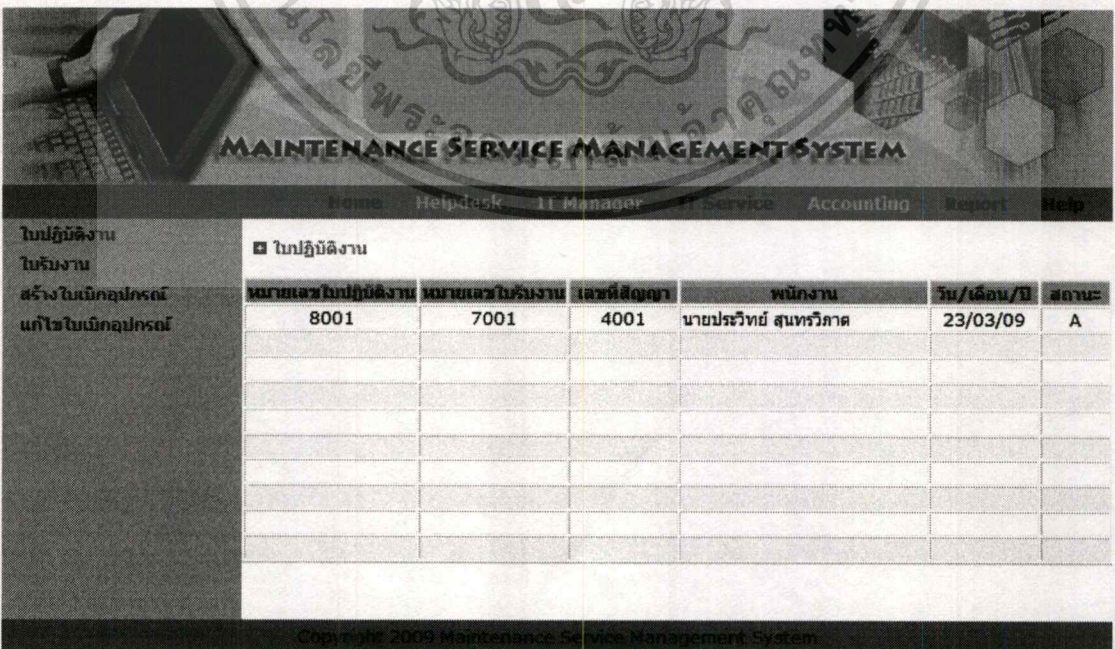 MAINTENANCE SERVICE MANAGEMENT SYSTEM
Home Helpdesk IT Manager IT Service Accounting Report Help
ใบปฏิบัติงาน
ใบรับงาน
สร้างใบเบิกอุปกรณ์
แก้ไขใบเบิกอุปกรณ์
ใบปฏิบัติงาน
หมายเลขใบปฏิบัติงาน หมายเลขใบรับงาน เลขที่สัญญา พนักงาน วัน/เดือน/ปี สถานะ
8001 7001 4001 นายประวิทย์ สุนทรวิภาต 23/03/09 A
Copyright 2009 Maintenance Service Management System